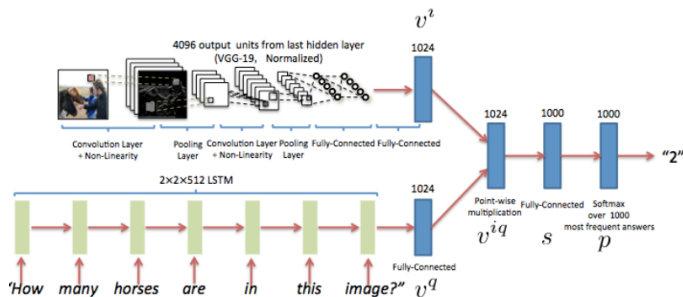 v^i
4096 output units from last hidden layer
(VGG-19, Normalized)
1024
Convolution Layer
+ Non-Linearity
Pooling
Layer
Convolution Layer
+ Non-Linearity
Pooling
Layer
Fully-Connected
Fully-Connected
1024
1000
1000
"2"
2×2×512 LSTM
1024
Point-wise
multiplication
Fully-Connected
Softmax
over 1000
most frequent answers
v^{iq}
s
p
Fully-Connected
"How many horses are in this image?"
v^q